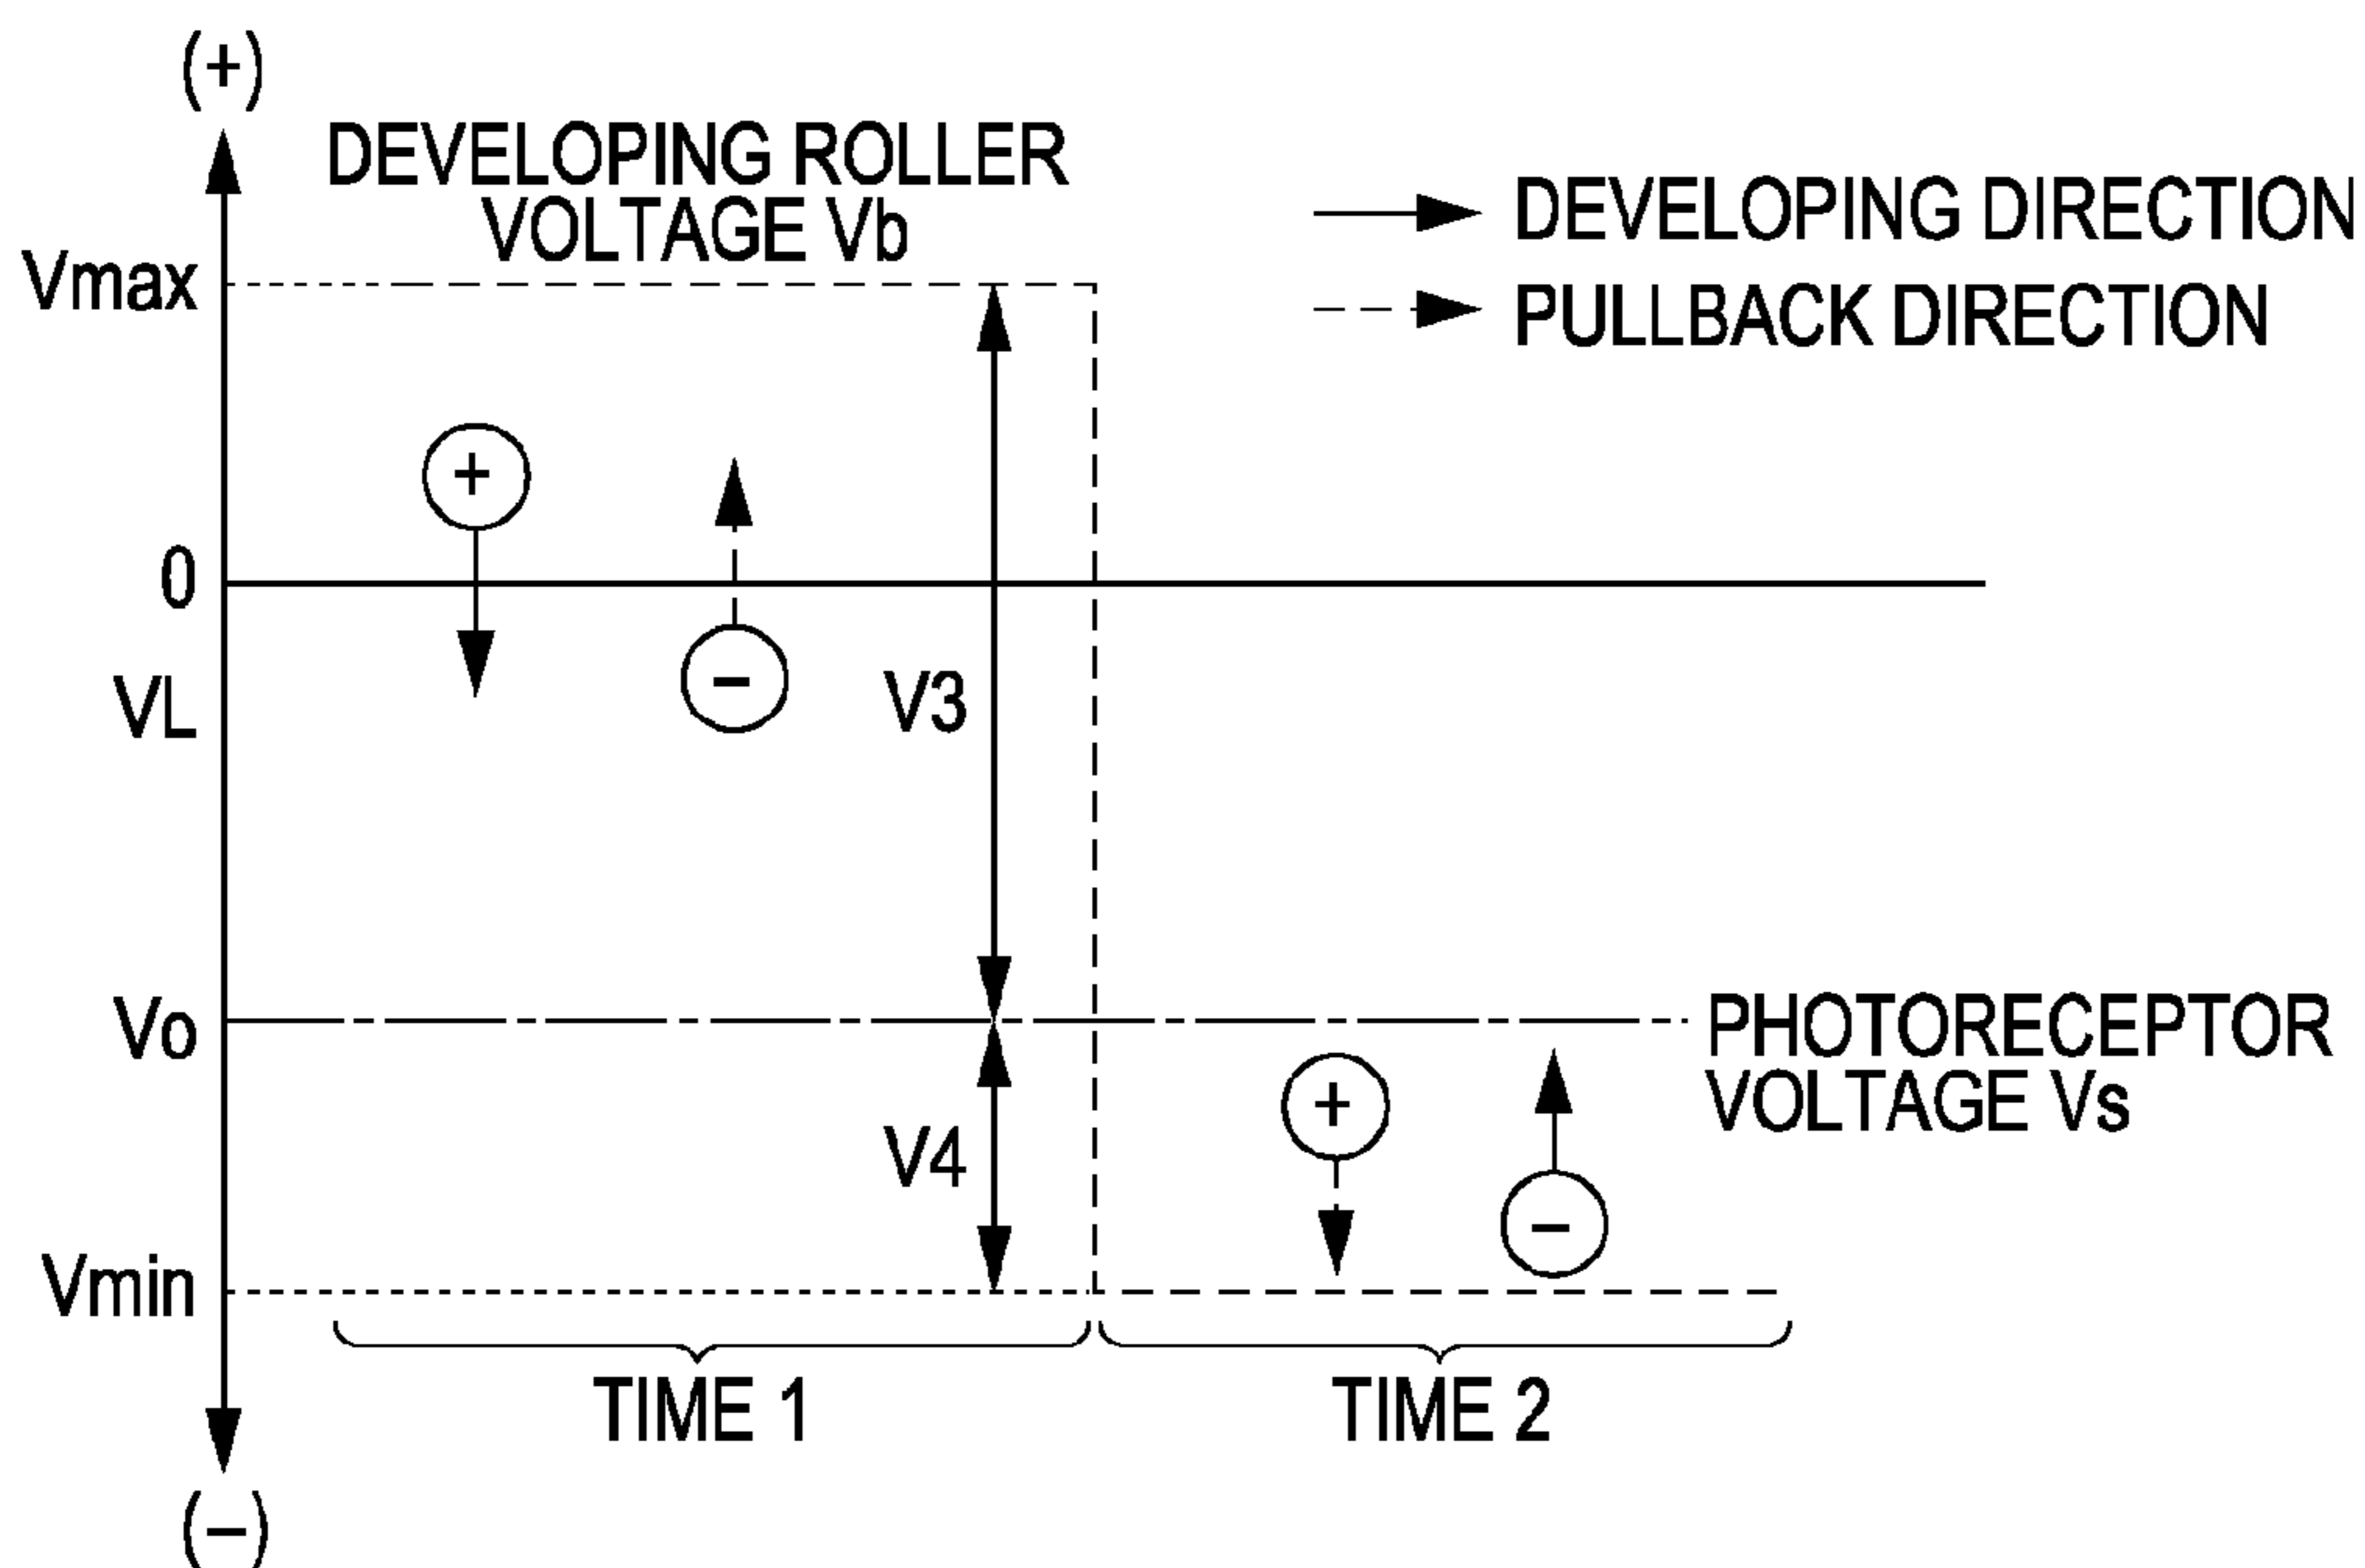 (+)
DEVELOPING ROLLER
VOLTAGE Vb
DEVELOPING DIRECTION
PULLBACK DIRECTION
Vmax
+
0
−
VL
V3
Vo
PHOTORECEPTOR
VOLTAGE Vs
+
V4
−
Vmin
TIME 1
TIME 2
(−)